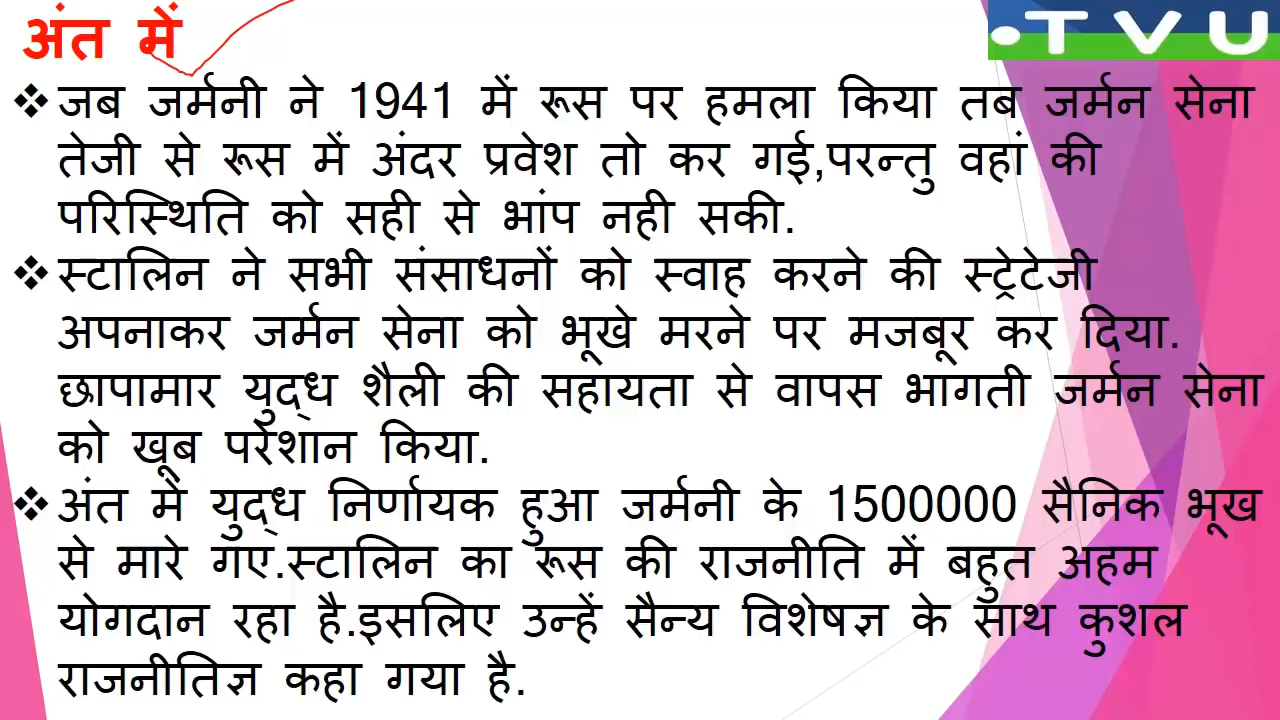 अंत में
•TVU
❖ जब जर्मनी ने 1941 में रूस पर हमला किया तब जर्मन सेना
तेजी से रूस में अंदर प्रवेश तो कर गई,परन्तु वहां की
परिस्थिति को सही से भांप नही सकी.
❖ स्टालिन ने सभी संसाधनों को स्वाह करने की स्ट्रेटेजी
अपनाकर जर्मन सेना को भूखे मरने पर मजबूर कर दिया.
छापामार युद्ध शैली की सहायता से वापस भागती जर्मन सेना
को खूब परेशान किया.
❖ अंत में युद्ध निर्णायक हुआ जर्मनी के 1500000 सैनिक भूख
से मारे गए.स्टालिन का रूस की राजनीति में बहुत अहम
योगदान रहा है.इसलिए उन्हें सैन्य विशेषज्ञ के साथ कुशल
राजनीतिज्ञ कहा गया है.